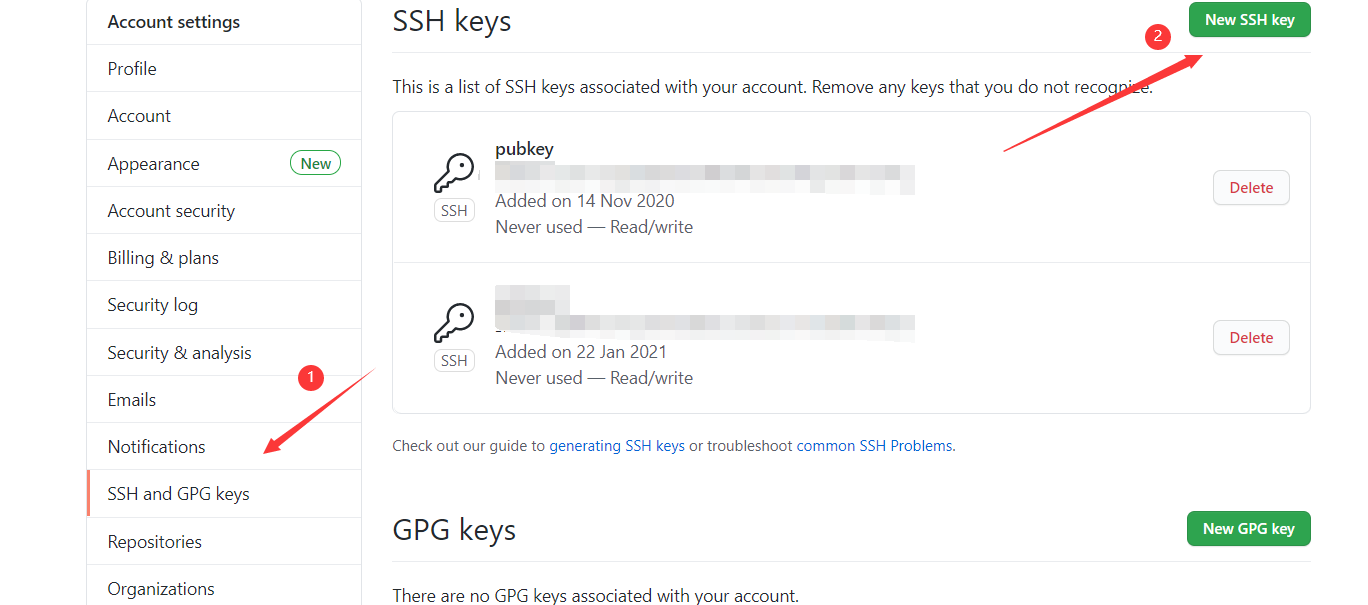 Account settings
Profile
Account
Appearance New
Account security
Billing & plans
Security log
Security & analysis
1
Emails
Notifications
SSH and GPG keys
Repositories
Organizations
SSH keys
New SSH key
2
This is a list of SSH keys associated with your account. Remove any keys that you do not recognize.
pubkey
SSH
Added on 14 Nov 2020
Never used — Read/write
Delete
SSH
Added on 22 Jan 2021
Never used — Read/write
Delete
Check out our guide to generating SSH keys or troubleshoot common SSH Problems.
GPG keys
New GPG key
There are no GPG keys associated with your account.